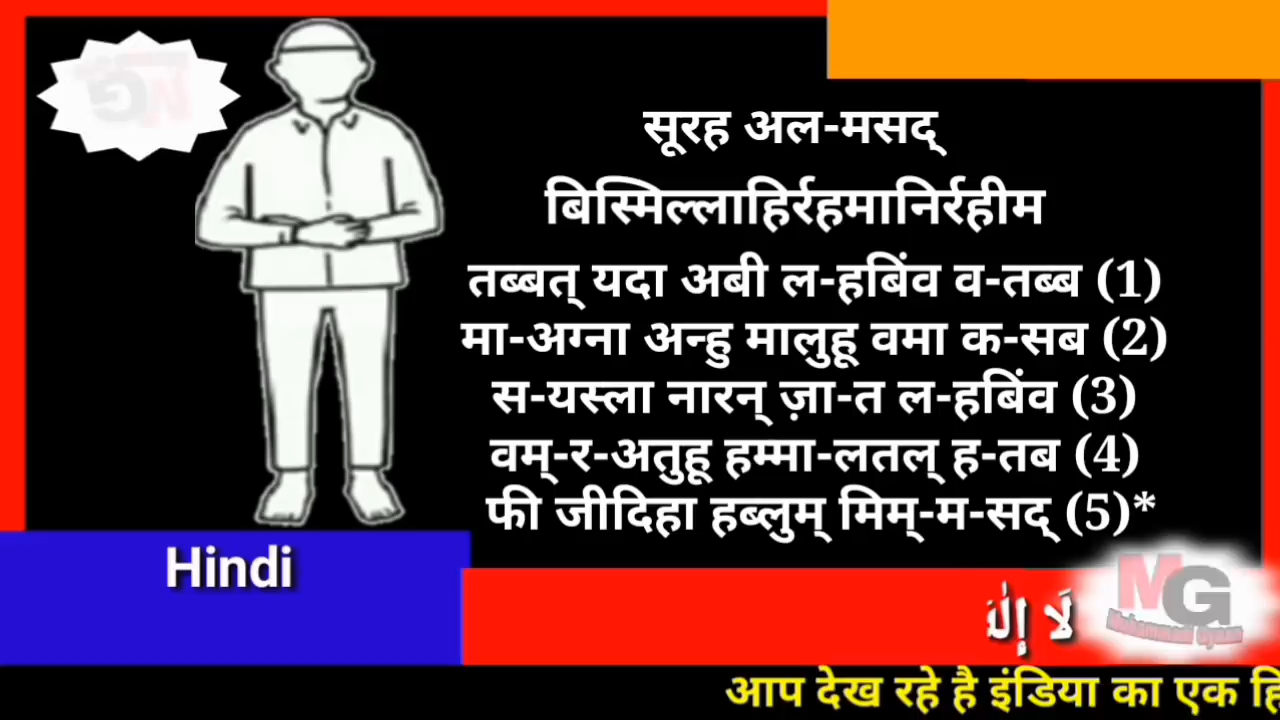 सूरह अल-मसद्
बिस्मिल्लाहिर्रहमानिर्रहीम
तब्बत् यदा अबी ल-हबिंव व-तब्ब (1)
मा-अग्ना अन्हु मालुहू वमा क-सब (2)
स-यस्ला नारन् ज़ा-त ल-हबिंव (3)
वम्-र-अतुहू हम्मा-लतल् ह-तब (4)
फी जीदिहा हब्लुम् मिम्-म-सद् (5)*
Hindi
لَا إِلَٰهَ
MG
आप देख रहे है इंडिया का एक